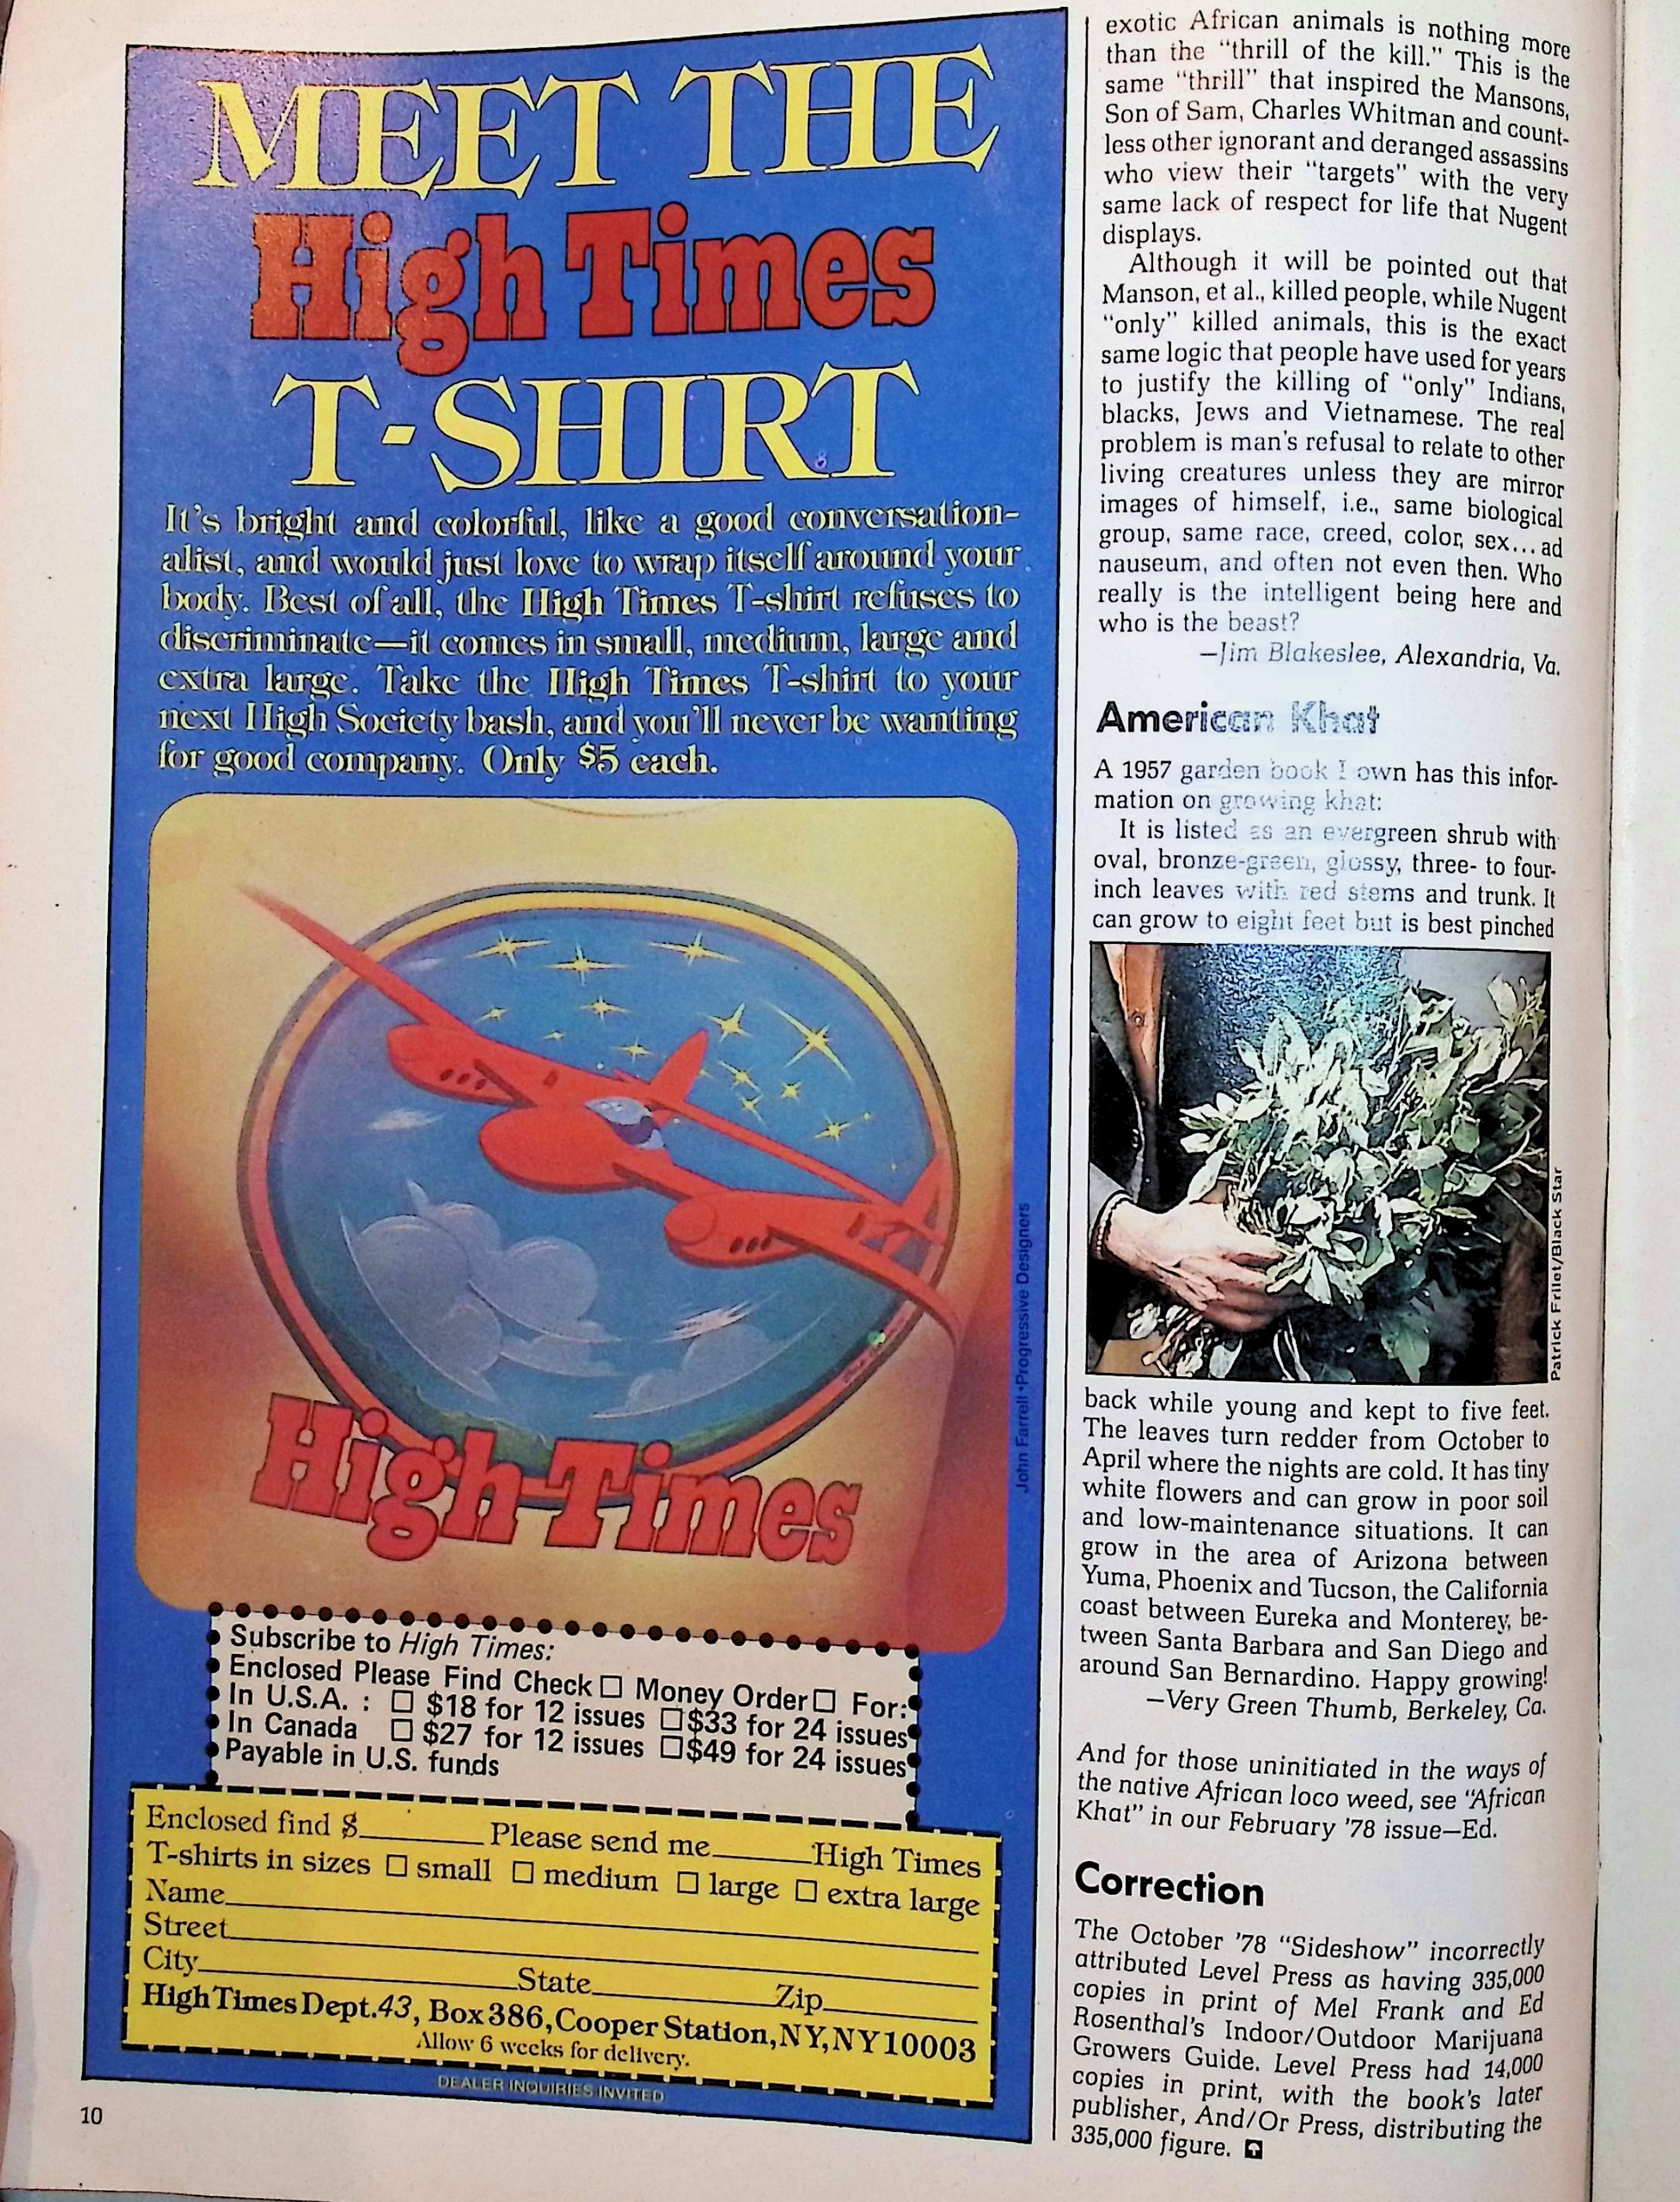 MEET THE
High Times
T-SHIRT
It's bright and colorful, like a good conversation-
alist, and would just love to wrap itself around your
body. Best of all, the High Times T-shirt refuses to
discriminate—it comes in small, medium, large and
extra large. Take the High Times T-shirt to your
next High Society bash, and you'll never be wanting
for good company. Only $5 each.
High Times
John Farrell•Progressive Designers
Subscribe to High Times:
Enclosed Please Find Check □ Money Order □ For:
In U.S.A. : □ $18 for 12 issues □ $33 for 24 issues
In Canada □ $27 for 12 issues □ $49 for 24 issues
Payable in U.S. funds
Enclosed find $______ Please send me______High Times
T-shirts in sizes □ small □ medium □ large □ extra large
Name
Street
City______State______Zip______
High Times Dept.43, Box 386, Cooper Station, NY, NY 10003
Allow 6 weeks for delivery.
DEALER INQUIRIES INVITED
10
exotic African animals is nothing more
than the "thrill of the kill." This is the
same "thrill" that inspired the Mansons,
Son of Sam, Charles Whitman and count-
less other ignorant and deranged assassins
who view their "targets" with the very
same lack of respect for life that Nugent
displays.
Although it will be pointed out that
Manson, et al., killed people, while Nugent
"only" killed animals, this is the exact
same logic that people have used for years
to justify the killing of "only" Indians,
blacks, Jews and Vietnamese. The real
problem is man's refusal to relate to other
living creatures unless they are mirror
images of himself, i.e., same biological
group, same race, creed, color, sex...ad
nauseum, and often not even then. Who
really is the intelligent being here and
who is the beast?
—Jim Blakeslee, Alexandria, Va.
American Khat
A 1957 garden book I own has this infor-
mation on growing khat:
It is listed as an evergreen shrub with
oval, bronze-green, glossy, three- to four-
inch leaves with red stems and trunk. It
can grow to eight feet but is best pinched
Patrick Frilet/Black Star
back while young and kept to five feet.
The leaves turn redder from October to
April where the nights are cold. It has tiny
white flowers and can grow in poor soil
and low-maintenance situations. It can
grow in the area of Arizona between
Yuma, Phoenix and Tucson, the California
coast between Eureka and Monterey, be-
tween Santa Barbara and San Diego and
around San Bernardino. Happy growing!
—Very Green Thumb, Berkeley, Ca.
And for those uninitiated in the ways of
the native African loco weed, see "African
Khat" in our February '78 issue—Ed.
Correction
The October '78 "Sideshow" incorrectly
attributed Level Press as having 335,000
copies in print of Mel Frank and Ed
Rosenthal's Indoor/Outdoor Marijuana
Growers Guide. Level Press had 14,000
copies in print, with the book's later
publisher, And/Or Press, distributing the
335,000 figure.